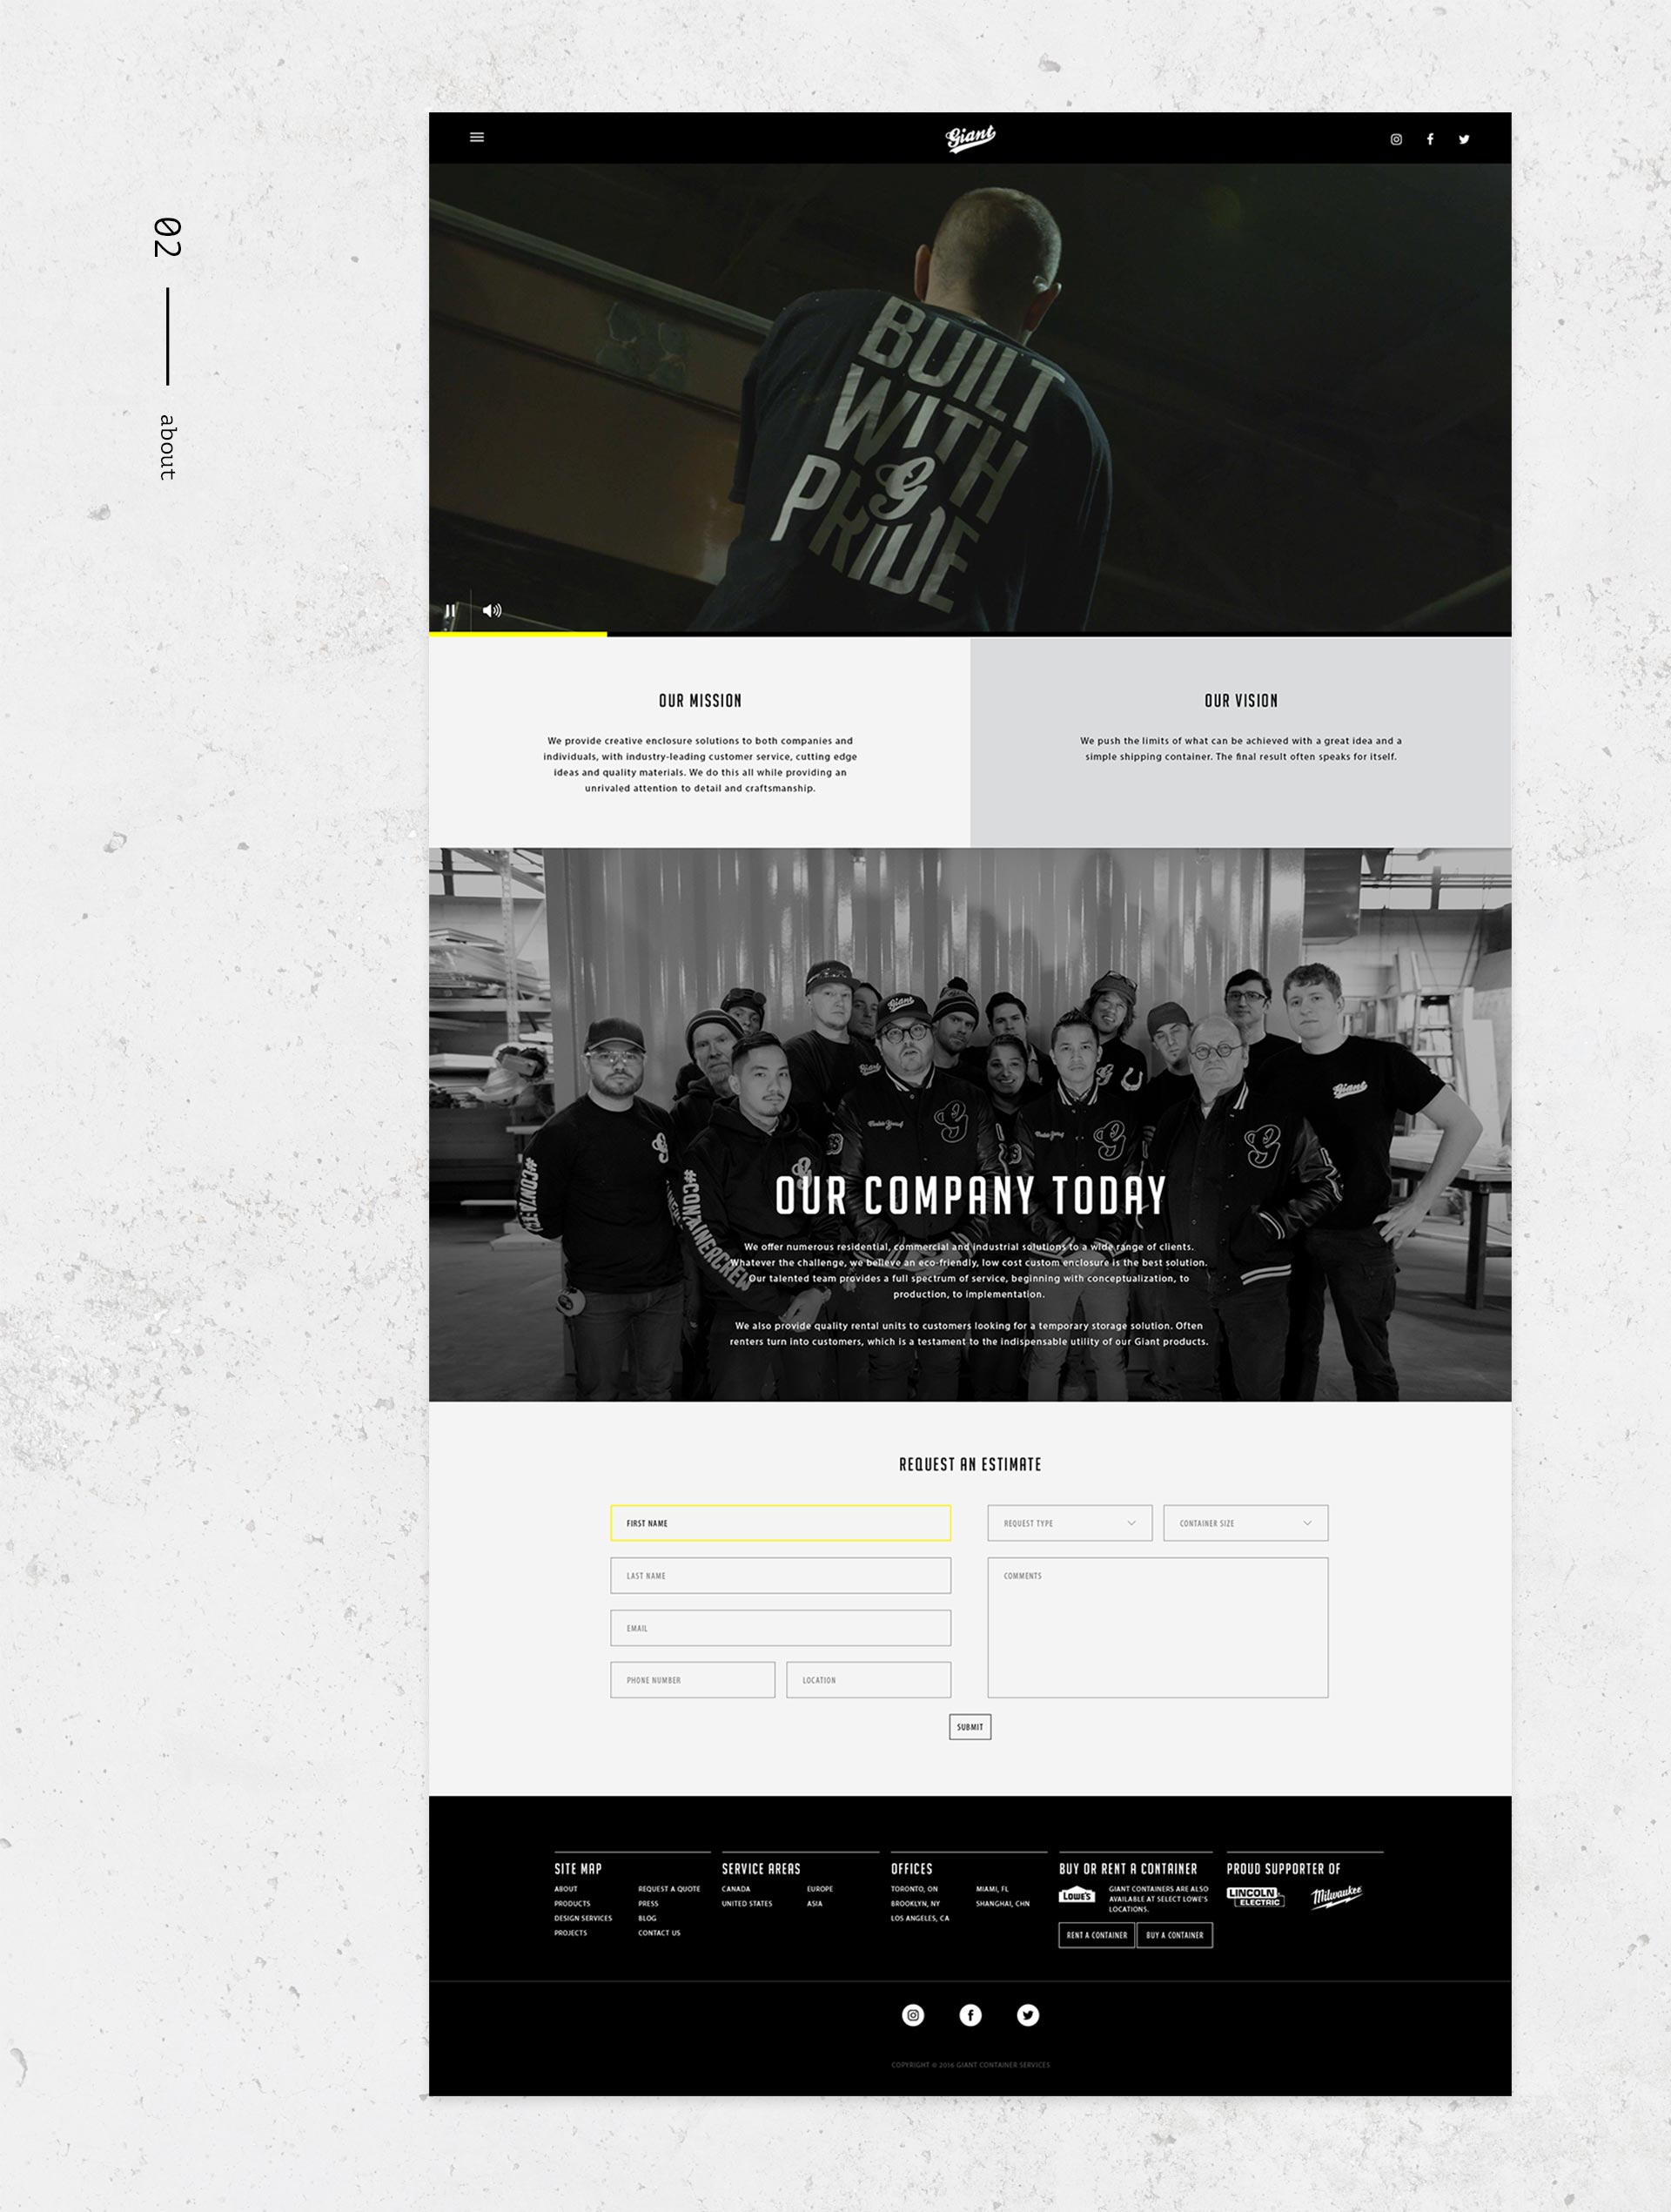 02
about
Giant
BUILT
WITH
G
PRIDE
OUR MISSION
We provide creative enclosure solutions to both companies and
individuals, with industry-leading customer service, cutting edge
ideas and quality materials. We do this all while providing an
unrivaled attention to detail and craftsmanship.
OUR VISION
We push the limits of what can be achieved with a great idea and a
simple shipping container. The final result often speaks for itself.
Giant
Giant
G
Giant
G
G
G
G
#CONTAINERCREW
OUR COMPANY TODAY
We offer numerous residential, commercial and industrial solutions to a wide range of clients.
Whatever the challenge, we believe an eco-friendly, low cost custom enclosure is the best solution.
Our talented team provides a full spectrum of service, beginning with conceptualization, to
production, to implementation.
We also provide quality rental units to customers looking for a temporary storage solution. Often
renters turn into customers, which is a testament to the indispensable utility of our Giant products.
REQUEST AN ESTIMATE
FIRST NAME
LAST NAME
EMAIL
PHONE NUMBER
LOCATION
REQUEST TYPE
CONTAINER SIZE
COMMENTS
SUBMIT
SITE MAP
ABOUT
PRODUCTS
DESIGN SERVICES
PROJECTS
REQUEST A QUOTE
PRESS
BLOG
CONTACT US
SERVICE AREAS
CANADA
UNITED STATES
EUROPE
ASIA
OFFICES
TORONTO, ON
BROOKLYN, NY
LOS ANGELES, CA
MIAMI, FL
SHANGHAI, CHN
BUY OR RENT A CONTAINER
LOWE'S
GIANT CONTAINERS ARE ALSO
AVAILABLE AT SELECT LOWE'S
LOCATIONS.
RENT A CONTAINER
BUY A CONTAINER
PROUD SUPPORTER OF
LINCOLN
ELECTRIC
Milwaukee
COPYRIGHT © 2016 GIANT CONTAINER SERVICES